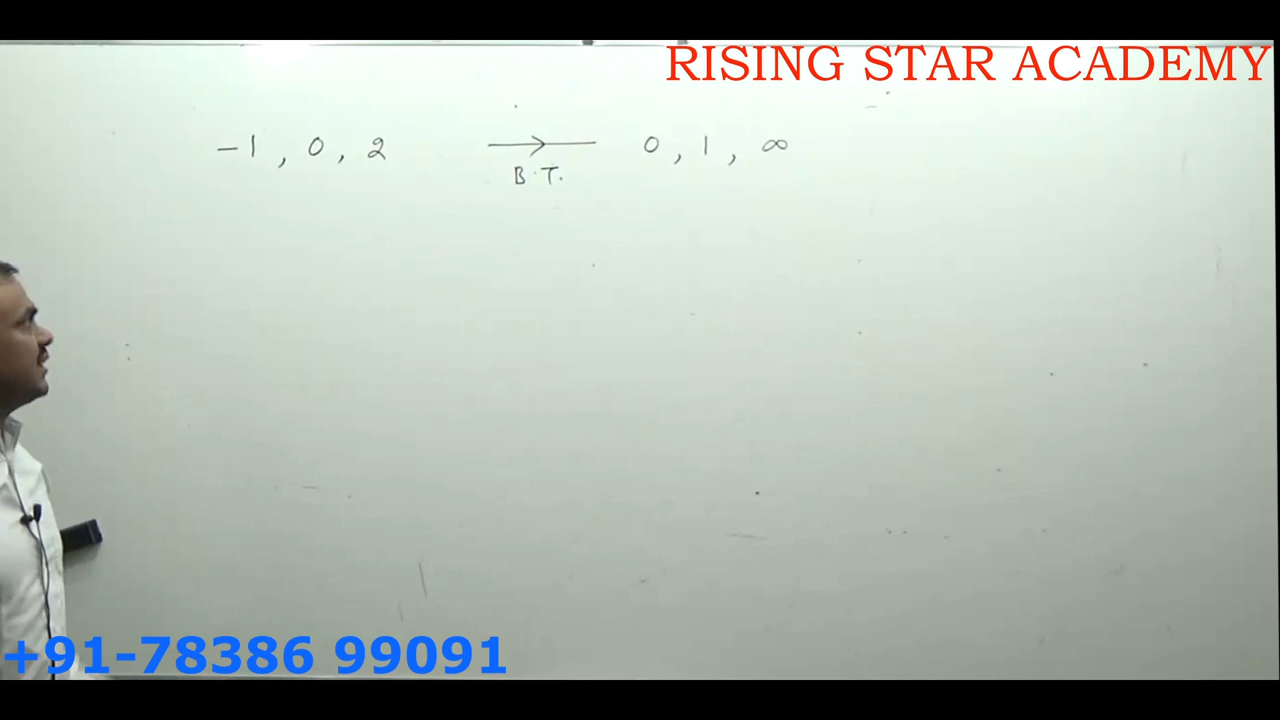 RISING STAR ACADEMY
-1 , 0 , 2 → 0 , 1 , ∞
B.T.
+91-78386 99091